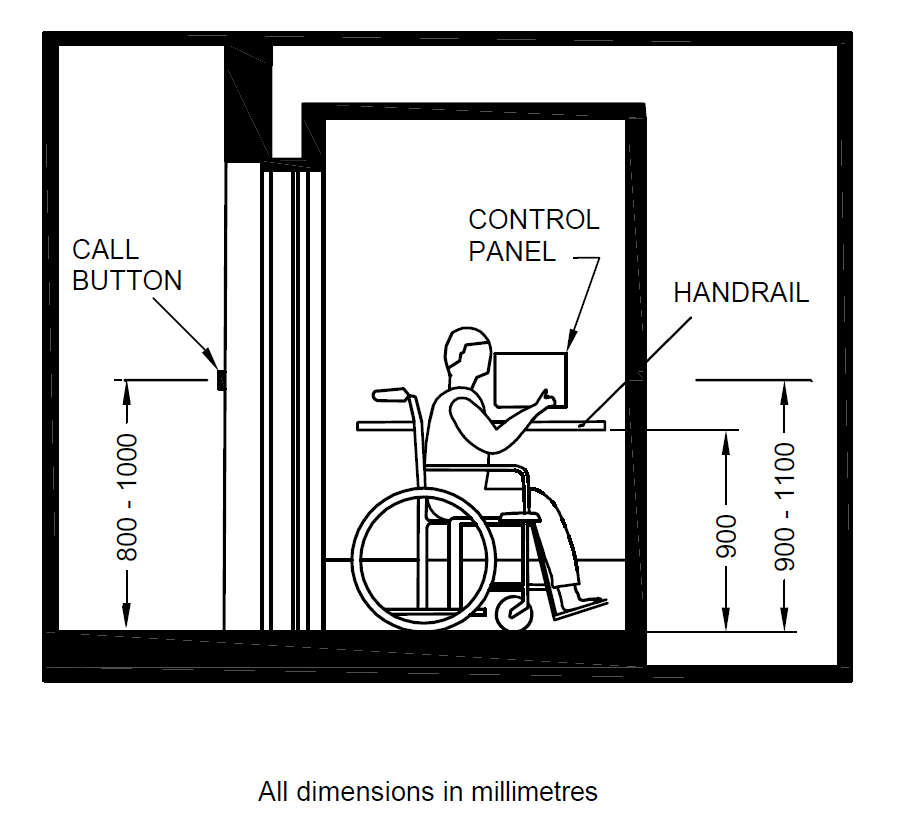 CONTROL
PANEL
CALL
BUTTON
HANDRAIL
800 - 1000
900
900 - 1100
All dimensions in millimetres